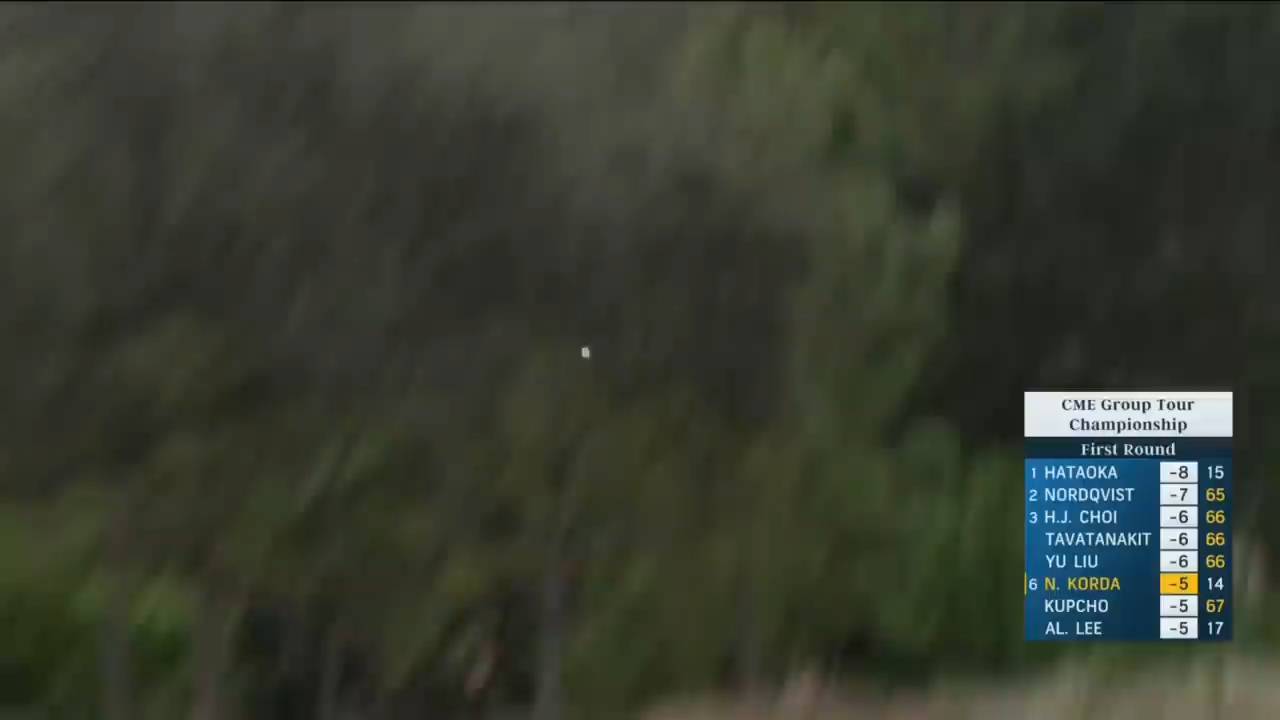 CME Group Tour
Championship
First Round
1 HATAOKA -8 15
2 NORDQVIST -7 65
3 H.J. CHOI -6 66
TAVATANAKIT -6 66
YU LIU -6 66
6 N. KORDA -5 14
KUPCHO -5 67
AL. LEE -5 17